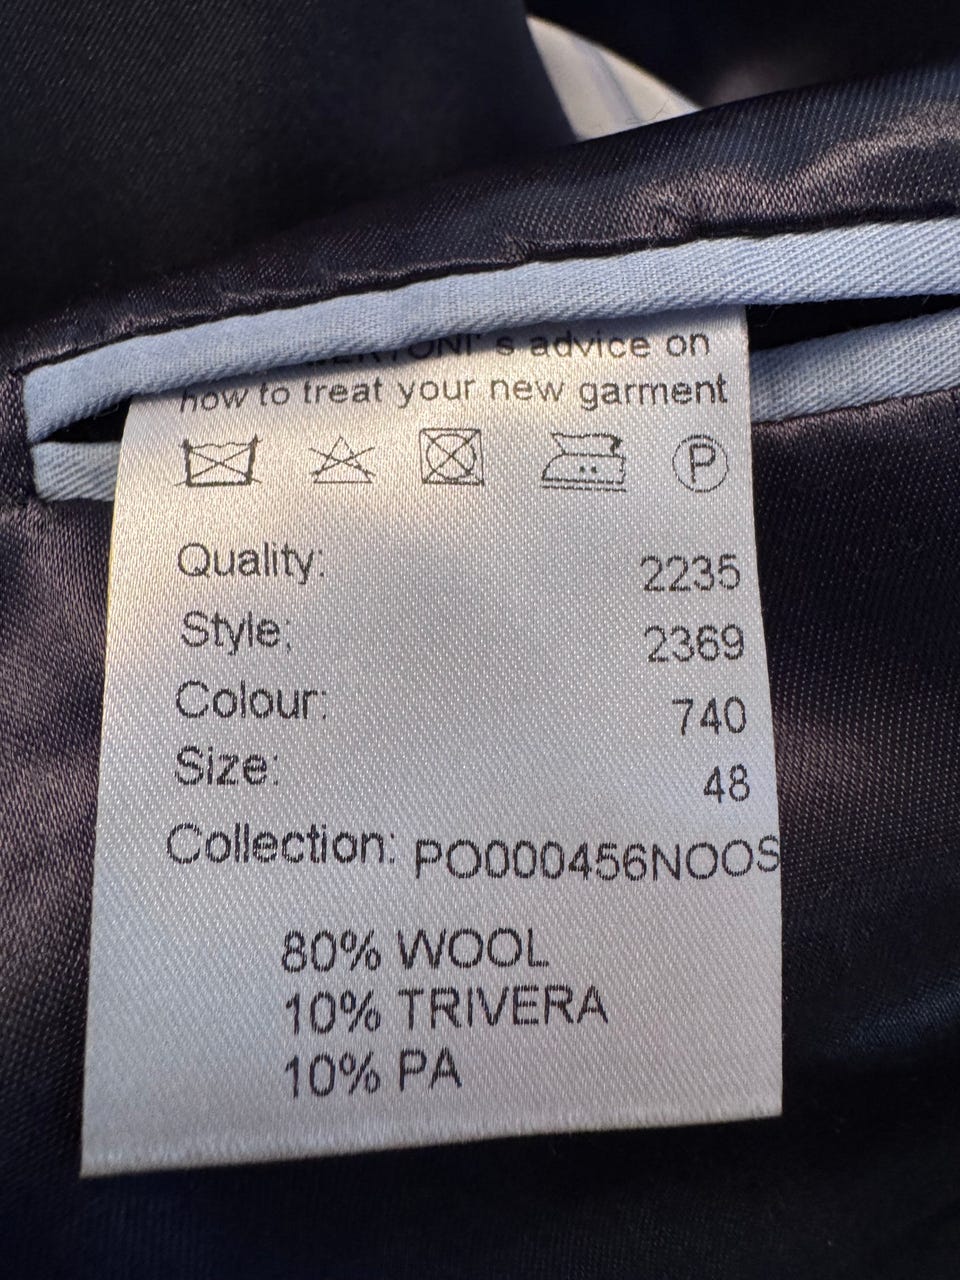 's advice on
how to treat your new garment
P
Quality: 2235
Style: 2369
Colour: 740
Size: 48
Collection: PO000456NOOS
80% WOOL
10% TRIVERA
10% PA